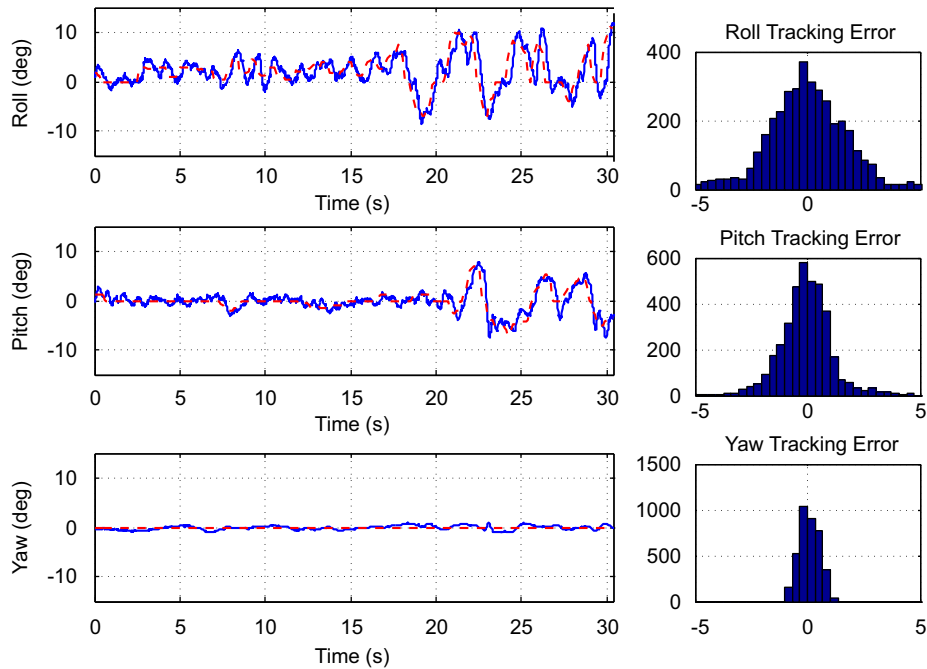 Roll (deg)
10
0
-10
0 5 10 15 20 25 30
Time (s)
Roll Tracking Error
400
200
0
-5 0 5
Pitch (deg)
10
0
-10
0 5 10 15 20 25 30
Time (s)
Pitch Tracking Error
600
400
200
0
-5 0 5
Yaw (deg)
10
0
-10
0 5 10 15 20 25 30
Time (s)
Yaw Tracking Error
1500
1000
500
0
-5 0 5